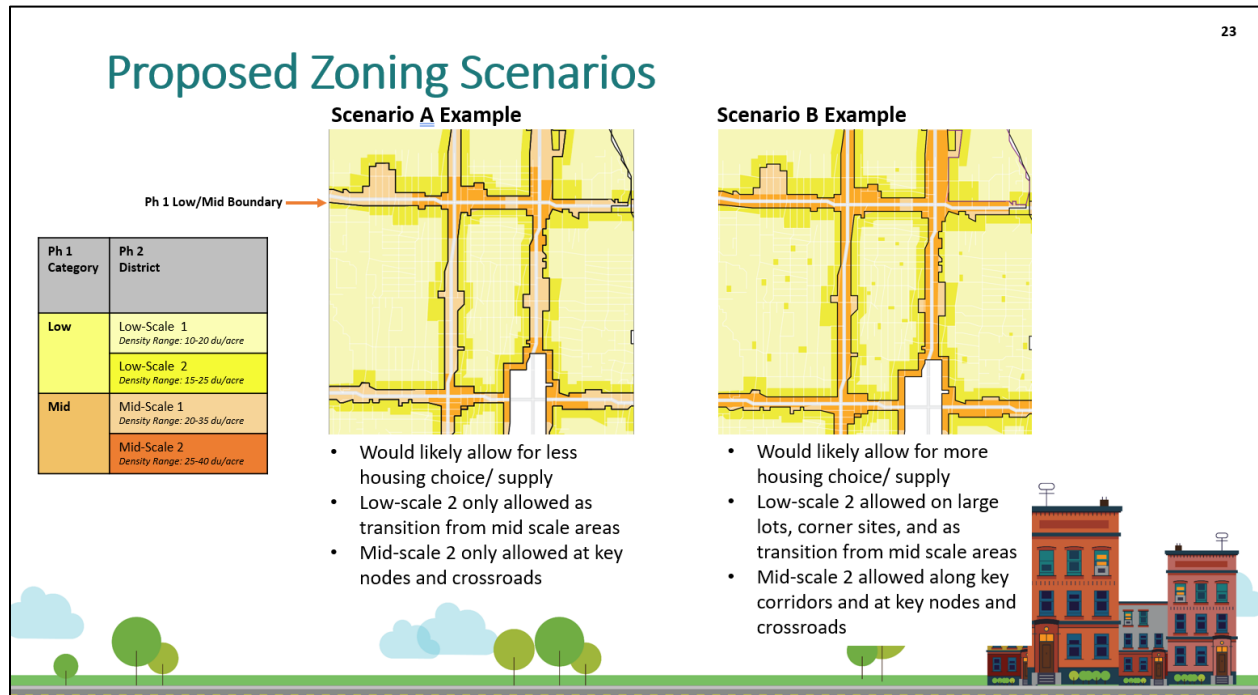 23
Proposed Zoning Scenarios
Scenario A Example
Scenario B Example
Ph 1 Low/Mid Boundary
Ph 1
Category
Ph 2
District
Low
Low-Scale 1
Density Range: 10-20 du/acre
Low-Scale 2
Density Range: 15-25 du/acre
Mid
Mid-Scale 1
Density Range: 20-35 du/acre
Mid-Scale 2
Density Range: 25-40 du/acre
• Would likely allow for less
housing choice/ supply
• Low-scale 2 only allowed as
transition from mid scale areas
• Mid-scale 2 only allowed at key
nodes and crossroads
• Would likely allow for more
housing choice/ supply
• Low-scale 2 allowed on large
lots, corner sites, and as
transition from mid scale areas
• Mid-scale 2 allowed along key
corridors and at key nodes and
crossroads